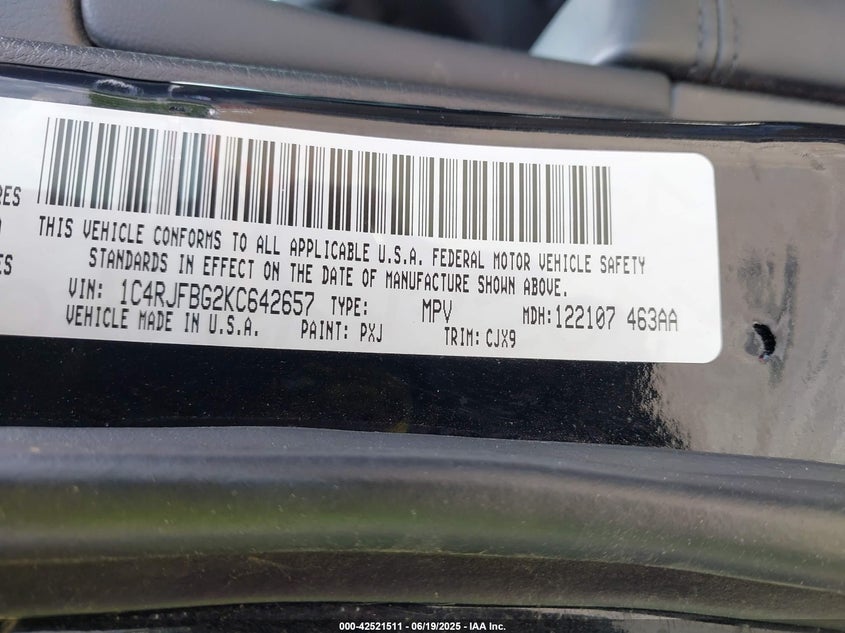 RES
ES
THIS VEHICLE CONFORMS TO ALL APPLICABLE U.S.A. FEDERAL MOTOR VEHICLE SAFETY
STANDARDS IN EFFECT ON THE DATE OF MANUFACTURE SHOWN ABOVE.
VIN: 1C4RJFBG2KC642657 TYPE: MPV MDH:122107 463AA
VEHICLE MADE IN U.S.A. PAINT: PXJ TRIM: CJX9
000-42521511 - 06/19/2025 - IAA Inc.